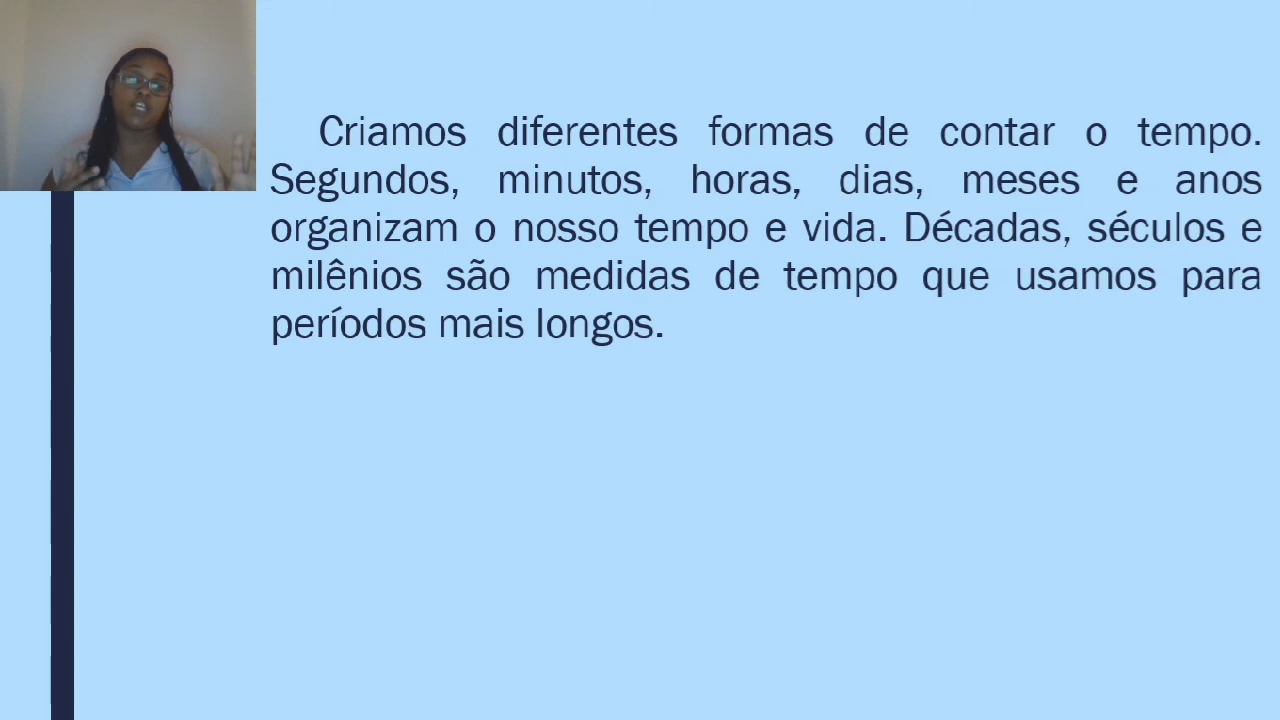 Criamos diferentes formas de contar o tempo.
Segundos, minutos, horas, dias, meses e anos
organizam o nosso tempo e vida. Décadas, séculos e
milênios são medidas de tempo que usamos para
períodos mais longos.